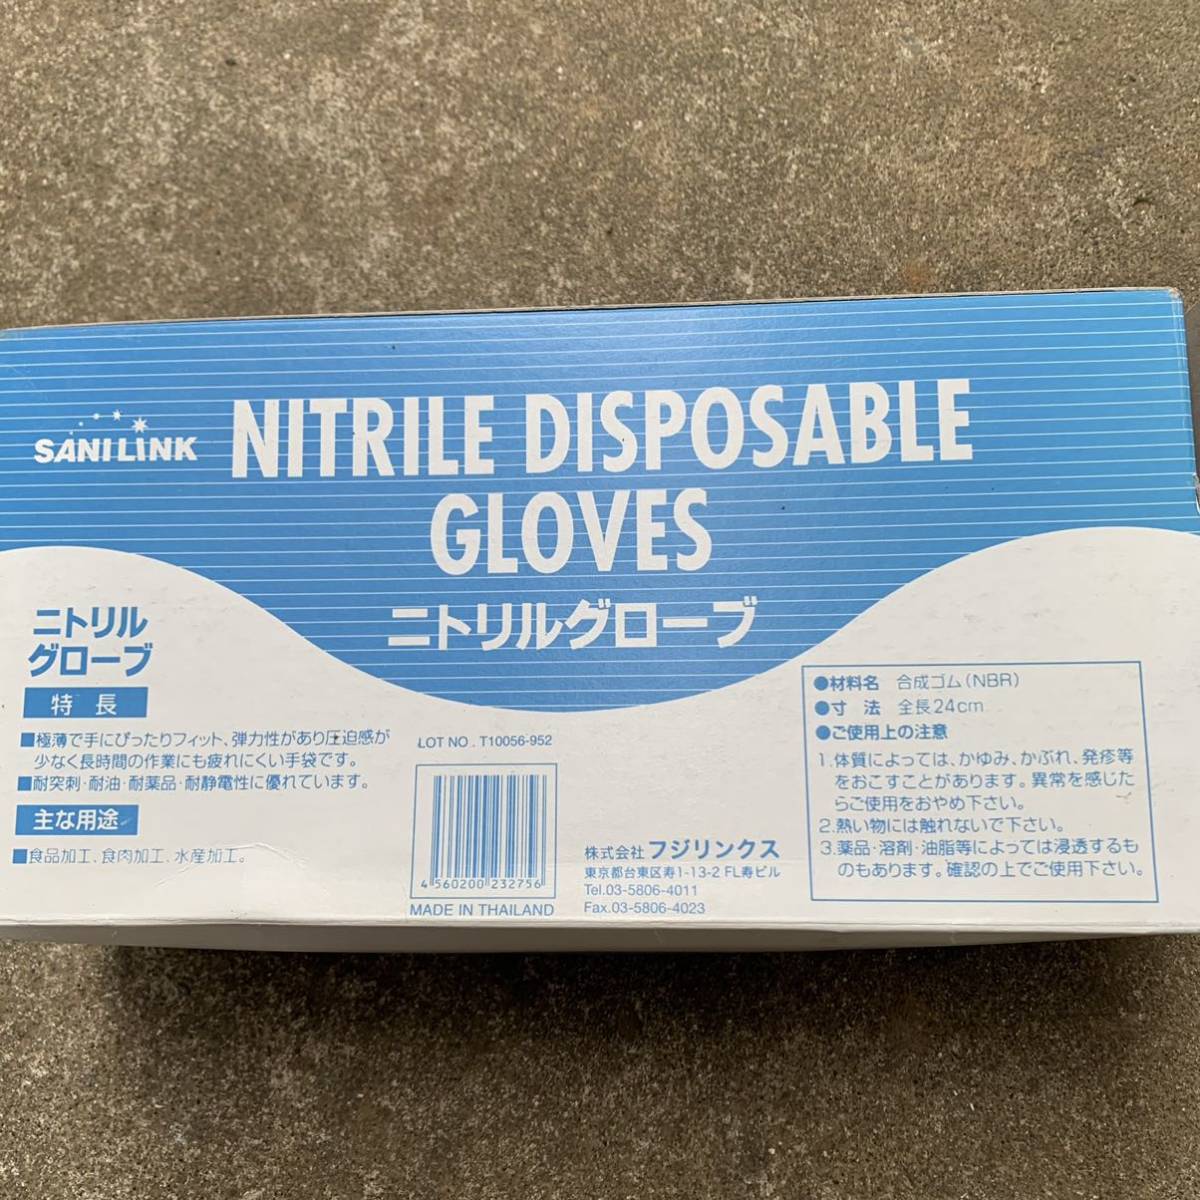 SANILINK
NITRILE DISPOSABLE
GLOVES
ニトリルグローブ
ニトリル
グローブ
特長
■極薄で手にぴったりフィット、弾力性があり圧迫感が
少なく長時間の作業にも疲れにくい手袋です。
■耐突刺・耐油・耐薬品・耐静電性に優れています。
主な用途
■食品加工、食肉加工、水産加工。
LOT NO. T10056-952
4 560200 232756
MADE IN THAILAND
株式会社フジリンクス
東京都台東区寿1-13-2 FL寿ビル
Tel.03-5806-4011
Fax.03-5806-4023
●材料名 合成ゴム(NBR)
●寸 法 全長24cm
●ご使用上の注意
1.体質によっては、かゆみ、かぶれ、発疹等
をおこすことがあります。異常を感じた
らご使用をおやめ下さい。
2.熱い物には触れないで下さい。
3.薬品・溶剤・油脂等によっては浸透するも
のもあります。確認の上でご使用下さい。